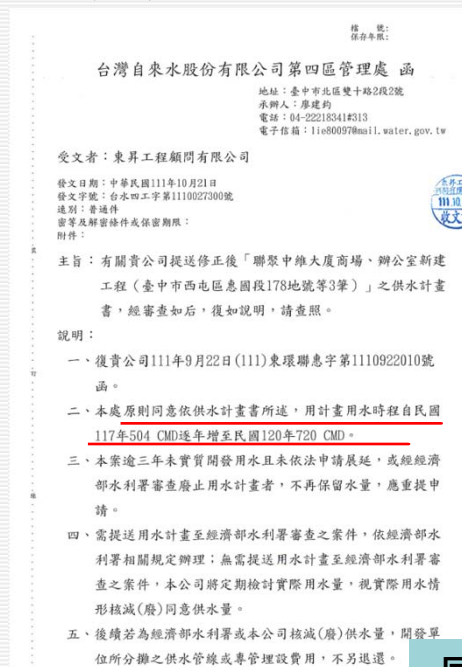 檔　號：
保存年限：
台灣自來水股份有限公司第四區管理處 函
地址：臺中市北區雙十路2段2號
承辦人：廖建鈞
電話：04-22218341#313
電子信箱：lie80097@mail.water.gov.tw
受文者：東昇工程顧問有限公司
發文日期：中華民國111年10月21日
發文字號：台水四工字第1110027300號
速別：普通件
密等及解密條件或保密期限：
附件：
主旨：有關貴公司提送修正後「聯聚中維大廈商場、辦公室新建
工程（臺中市西屯區惠國段178地號等3筆）」之供水計畫
書，經審查如后，復如說明，請查照。
說明：
一、復貴公司111年9月22日(111)東環聯惠字第1110922010號
函。
二、本處原則同意依供水計畫書所述，用計畫用水時程自民國
117年504 CMD逐年增至民國120年720 CMD。
三、本案逾三年未實質開發用水且未依法申請展延，或經經濟
部水利署審查廢止用水計畫者，不再保留水量，應重提申
請。
四、需提送用水計畫至經濟部水利署審查之案件，依經濟部水
利署相關規定辦理；無需提送用水計畫至經濟部水利署審
查之案件，本公司將定期檢討實際用水量，視實際用水情
形核減(廢)同意供水量。
五、後續若為經濟部水利署或本公司核減(廢)供水量，開發單
位所分攤之供水管線或專管埋設費用，不另退還。